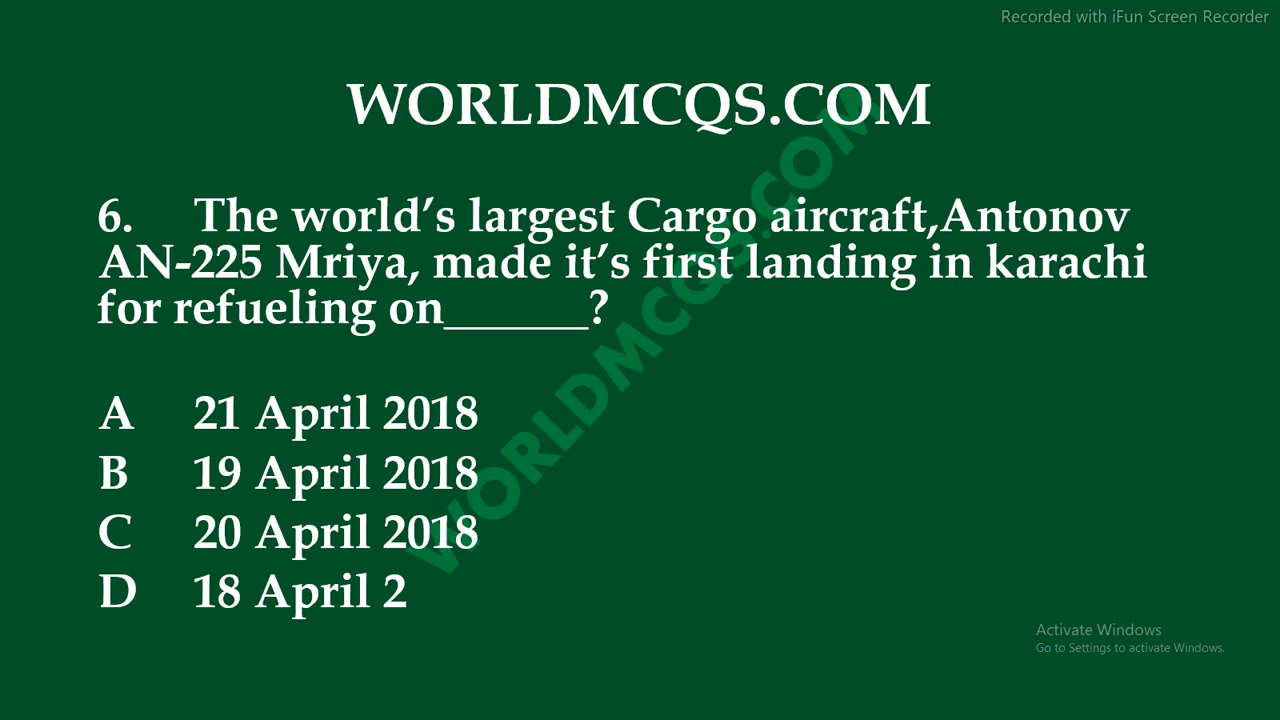 Recorded with iFun Screen Recorder
WORLDMCQS.COM
6. The world’s largest Cargo aircraft,Antonov
AN-225 Mriya, made it’s first landing in karachi
for refueling on______?
A 21 April 2018
B 19 April 2018
C 20 April 2018
D 18 April 2
WORLDMCQS.COM
Activate Windows
Go to Settings to activate Windows.